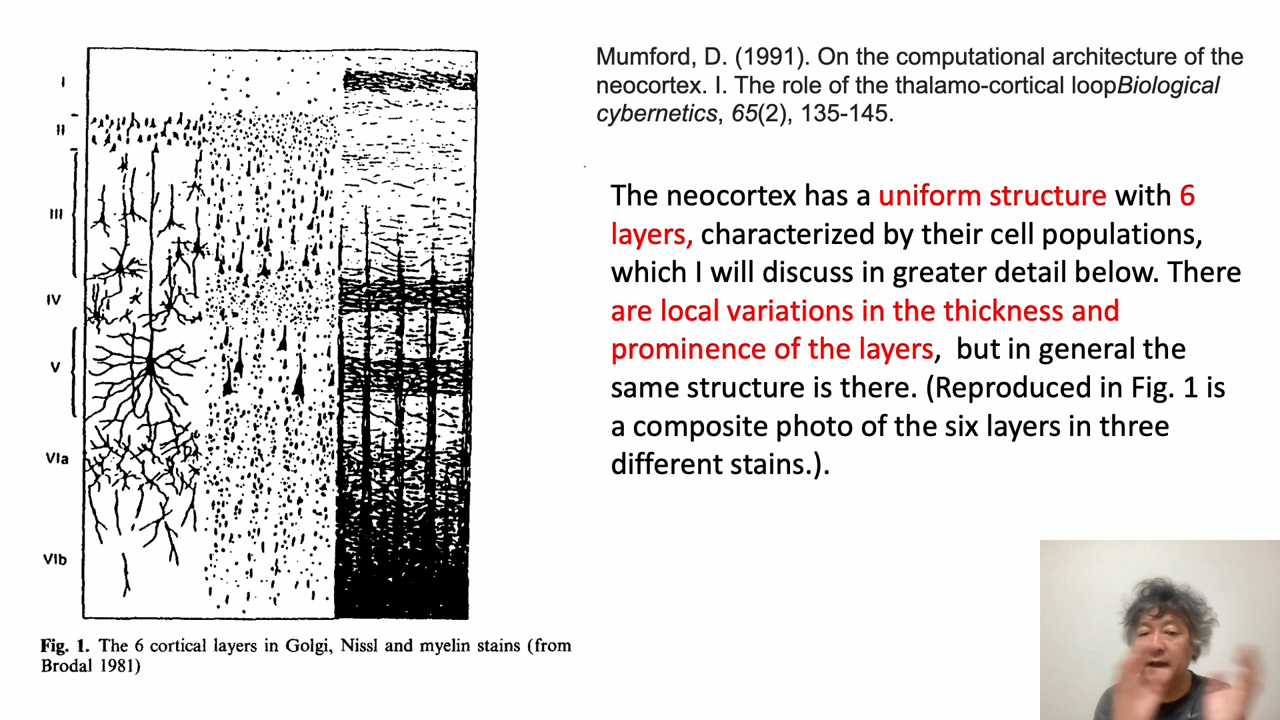 I
II
III
IV
V
VIa
VIb
Fig. 1. The 6 cortical layers in Golgi, Nissl and myelin stains (from
Brodal 1981)
Mumford, D. (1991). On the computational architecture of the
neocortex. I. The role of the thalamo-cortical loopBiological
cybernetics, 65(2), 135-145.
The neocortex has a uniform structure with 6
layers, characterized by their cell populations,
which I will discuss in greater detail below. There
are local variations in the thickness and
prominence of the layers, but in general the
same structure is there. (Reproduced in Fig. 1 is
a composite photo of the six layers in three
different stains.).